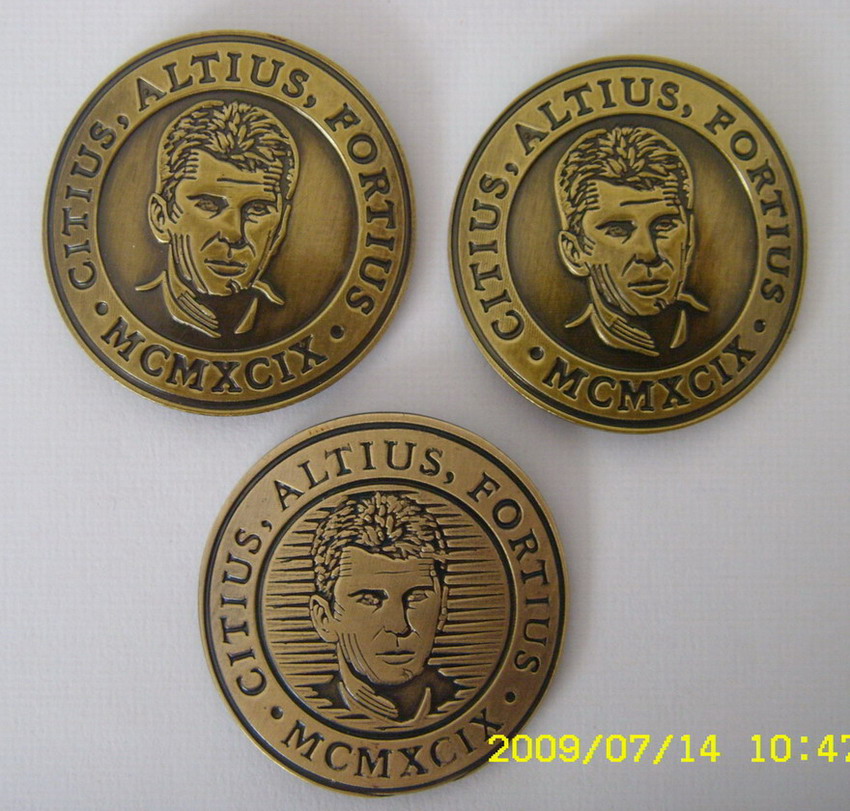 CITIUS, ALTIUS, FORTIUS
• MCMXCIX •
CITIUS, ALTIUS, FORTIUS
• MCMXCIX •
CITIUS, ALTIUS, FORTIUS
• MCMXCIX •
2009/07/14 10:47